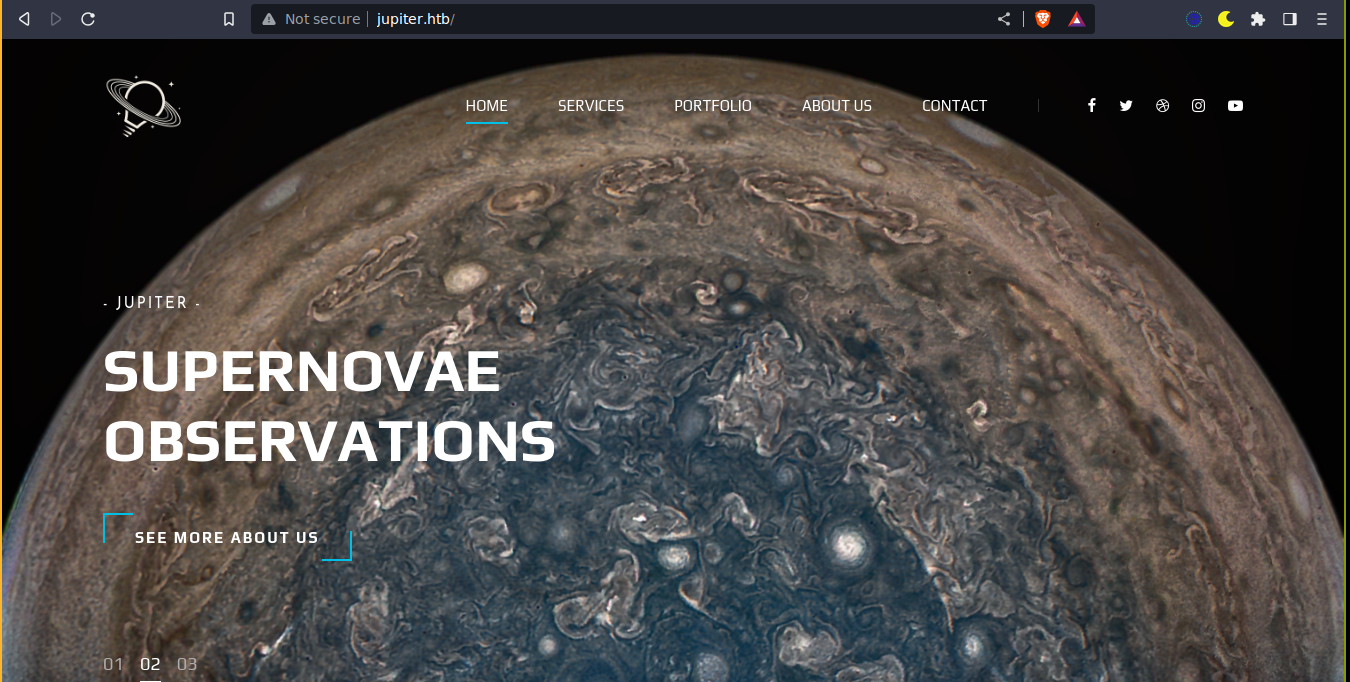 Not secure | jupiter.htb/
HOME SERVICES PORTFOLIO ABOUT US CONTACT
- JUPITER -
SUPERNOVAE
OBSERVATIONS
SEE MORE ABOUT US
01 02 03